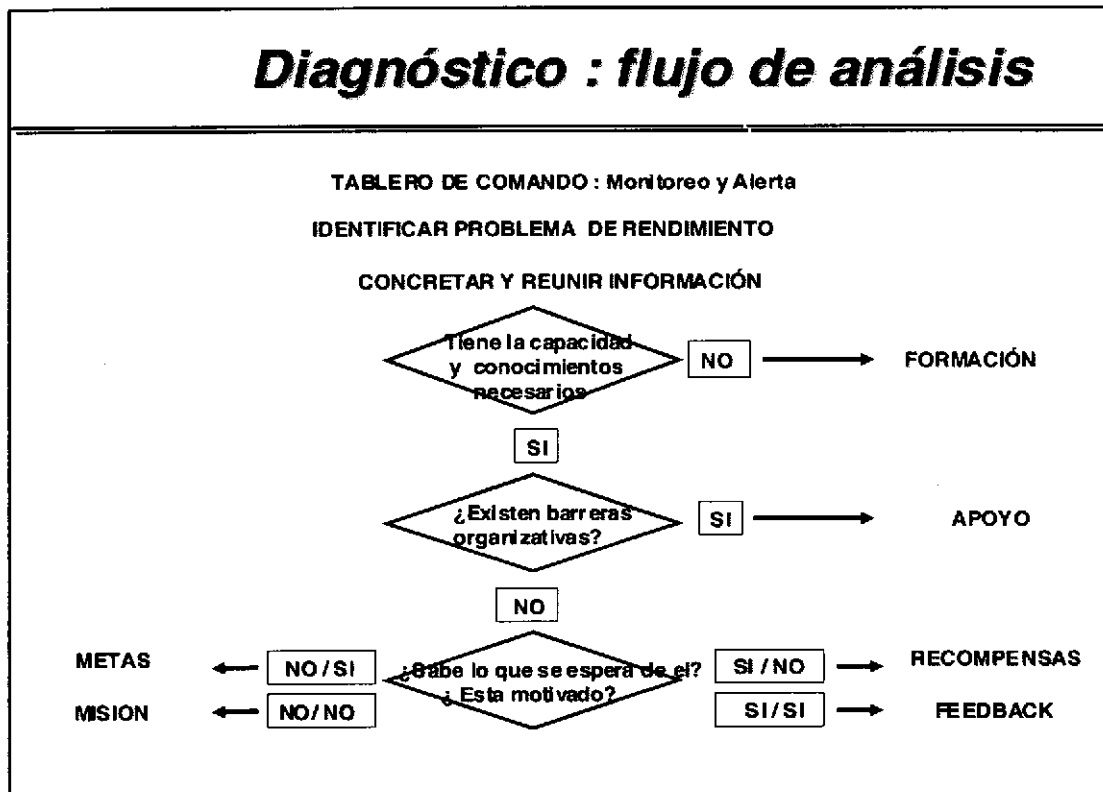 Diagnóstico : flujo de análisis
TABLERO DE COMANDO : Monitoreo y Alerta
IDENTIFICAR PROBLEMA DE RENDIMIENTO
CONCRETAR Y REUNIR INFORMACIÓN
Tiene la capacidad
y conocimientos
necesarios
NO
FORMACIÓN
SI
¿Existen barreras
organizativas?
SI
APOYO
NO
METAS
NO / SI
¿Sabe lo que se espera de el?
¿ Esta motivado?
SI / NO
RECOMPENSAS
MISION
NO / NO
SI / SI
FEEDBACK